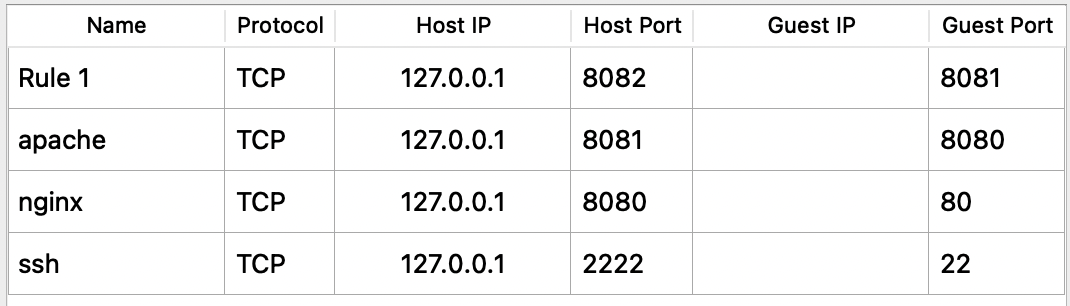 Name Protocol Host IP Host Port Guest IP Guest Port
Rule 1 TCP 127.0.0.1 8082 8081
apache TCP 127.0.0.1 8081 8080
nginx TCP 127.0.0.1 8080 80
ssh TCP 127.0.0.1 2222 22